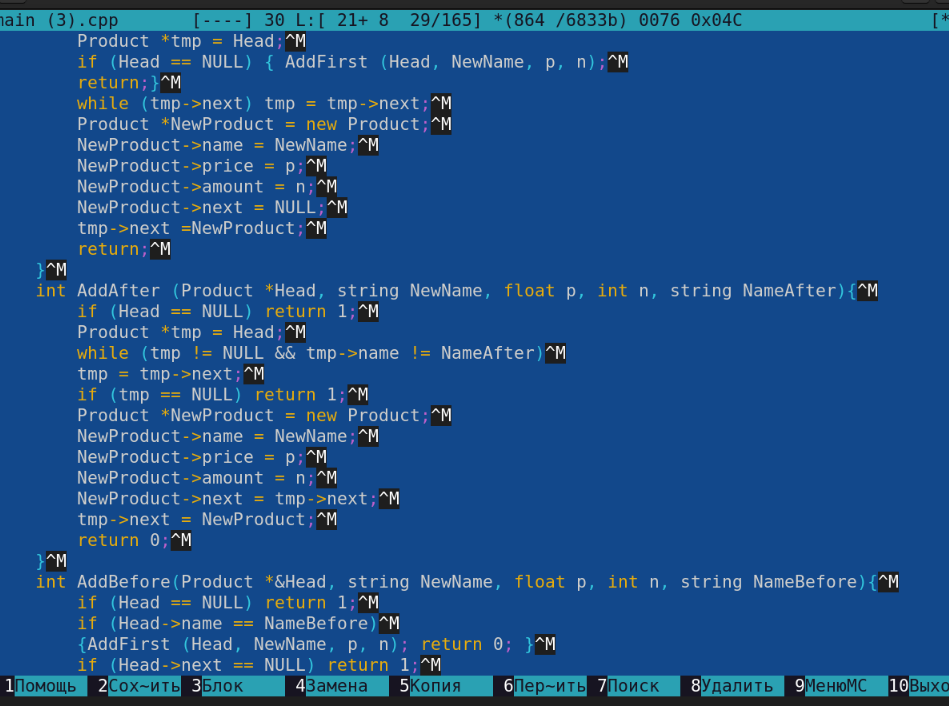 main (3).cpp [----] 30 L:[ 21+ 8 29/165] *(864 /6833b) 0076 0x04C [*
Product *tmp = Head;^M
if (Head == NULL) { AddFirst (Head, NewName, p, n);^M
return;}^M
while (tmp->next) tmp = tmp->next;^M
Product *NewProduct = new Product;^M
NewProduct->name = NewName;^M
NewProduct->price = p;^M
NewProduct->amount = n;^M
NewProduct->next = NULL;^M
tmp->next =NewProduct;^M
return;^M
}^M
int AddAfter (Product *Head, string NewName, float p, int n, string NameAfter){^M
if (Head == NULL) return 1;^M
Product *tmp = Head;^M
while (tmp != NULL && tmp->name != NameAfter)^M
tmp = tmp->next;^M
if (tmp == NULL) return 1;^M
Product *NewProduct = new Product;^M
NewProduct->name = NewName;^M
NewProduct->price = p;^M
NewProduct->amount = n;^M
NewProduct->next = tmp->next;^M
tmp->next = NewProduct;^M
return 0;^M
}^M
int AddBefore(Product *&Head, string NewName, float p, int n, string NameBefore){^M
if (Head == NULL) return 1;^M
if (Head->name == NameBefore)^M
{AddFirst (Head, NewName, p, n); return 0; }^M
if (Head->next == NULL) return 1;^M
1Помощь 2Сох~ить 3Блок 4Замена 5Копия 6Пер~ить 7Поиск 8Удалить 9МенюMC 10Выхо